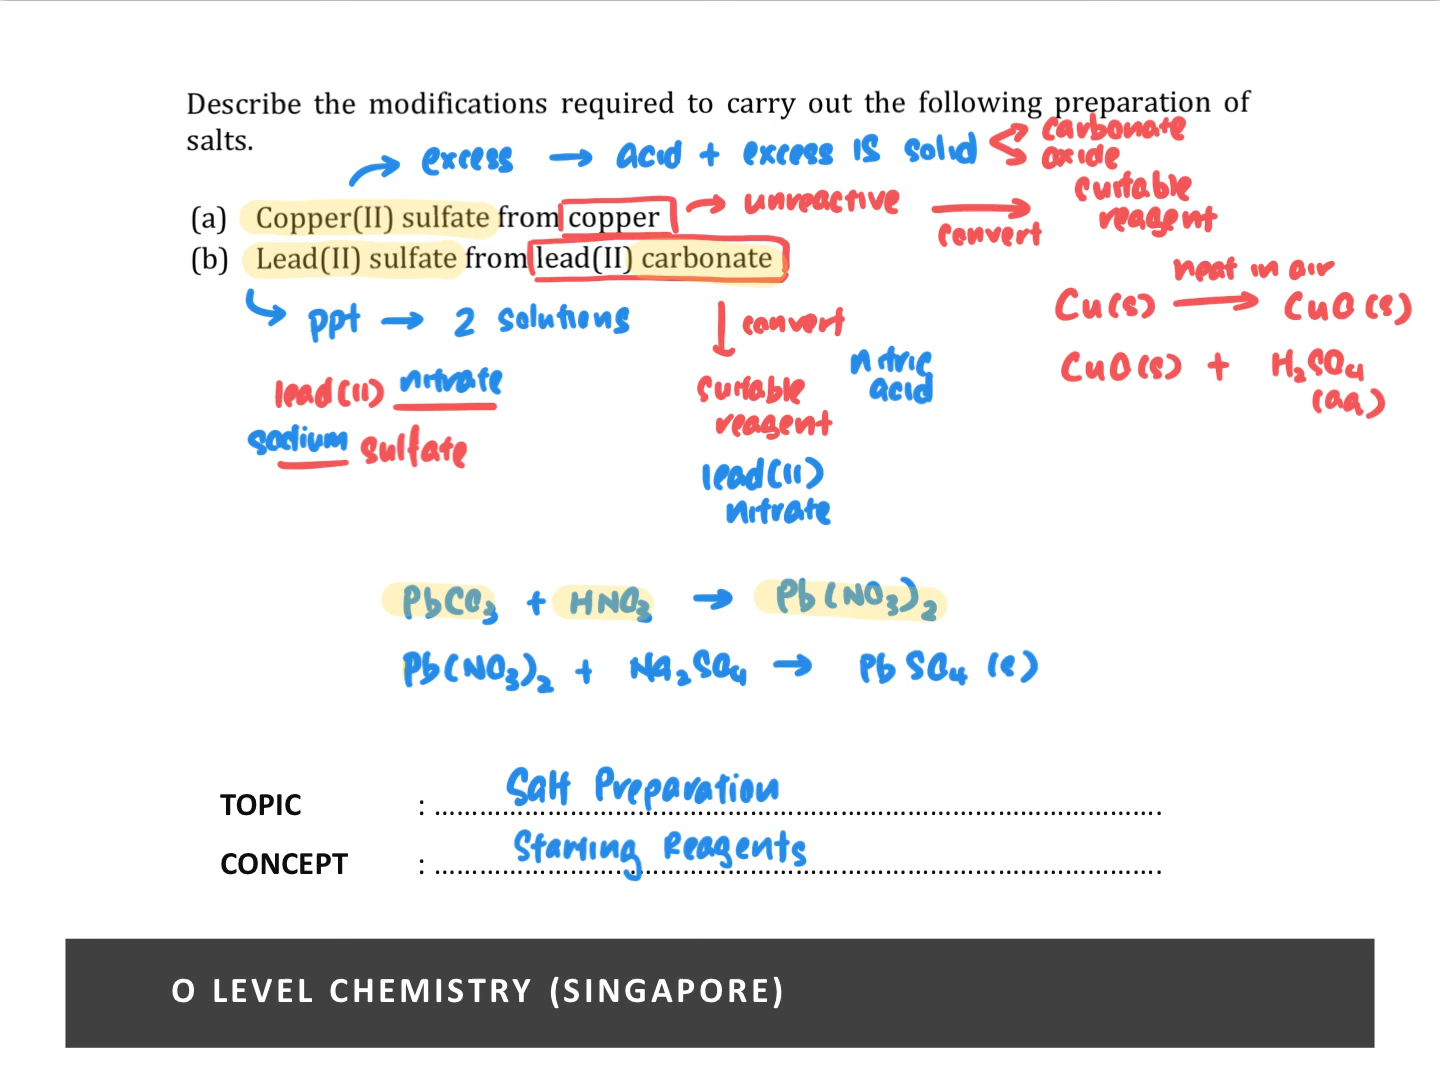 Describe the modifications required to carry out the following preparation of
salts.
excess → acid + excess IS solid
carbonate
oxide
(a) Copper(II) sulfate from copper
→ unreactive → convert
suitable
reagent
(b) Lead(II) sulfate from lead(II) carbonate
ppt → 2 solutions
lead(II) nitrate
sodium sulfate
convert
suitable
reagent
nitric
acid
lead(II)
nitrate
heat in air
Cu(s) → CuO(s)
CuO(s) + H₂SO₄
(aq)
PbCO₃ + HNO₃ → Pb(NO₃)₂
Pb(NO₃)₂ + Na₂SO₄ → PbSO₄ (s)
TOPIC : Salt Preparation
CONCEPT : Starting Reagents
O LEVEL CHEMISTRY (SINGAPORE)